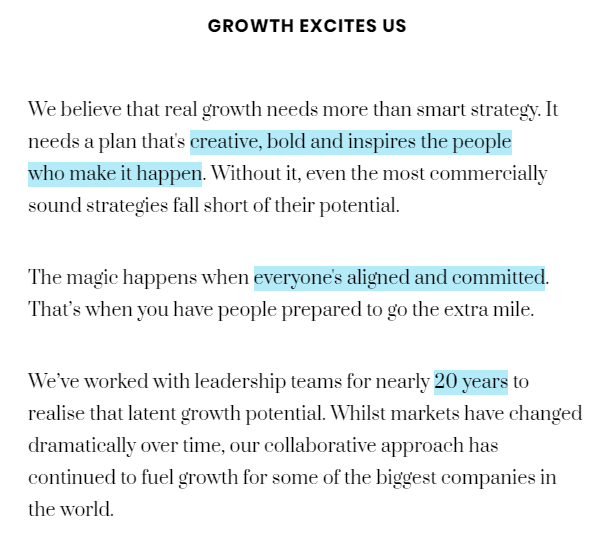 GROWTH EXCITES US
We believe that real growth needs more than smart strategy. It
needs a plan that's creative, bold and inspires the people
who make it happen. Without it, even the most commercially
sound strategies fall short of their potential.
The magic happens when everyone's aligned and committed.
That’s when you have people prepared to go the extra mile.
We’ve worked with leadership teams for nearly 20 years to
realise that latent growth potential. Whilst markets have changed
dramatically over time, our collaborative approach has
continued to fuel growth for some of the biggest companies in
the world.